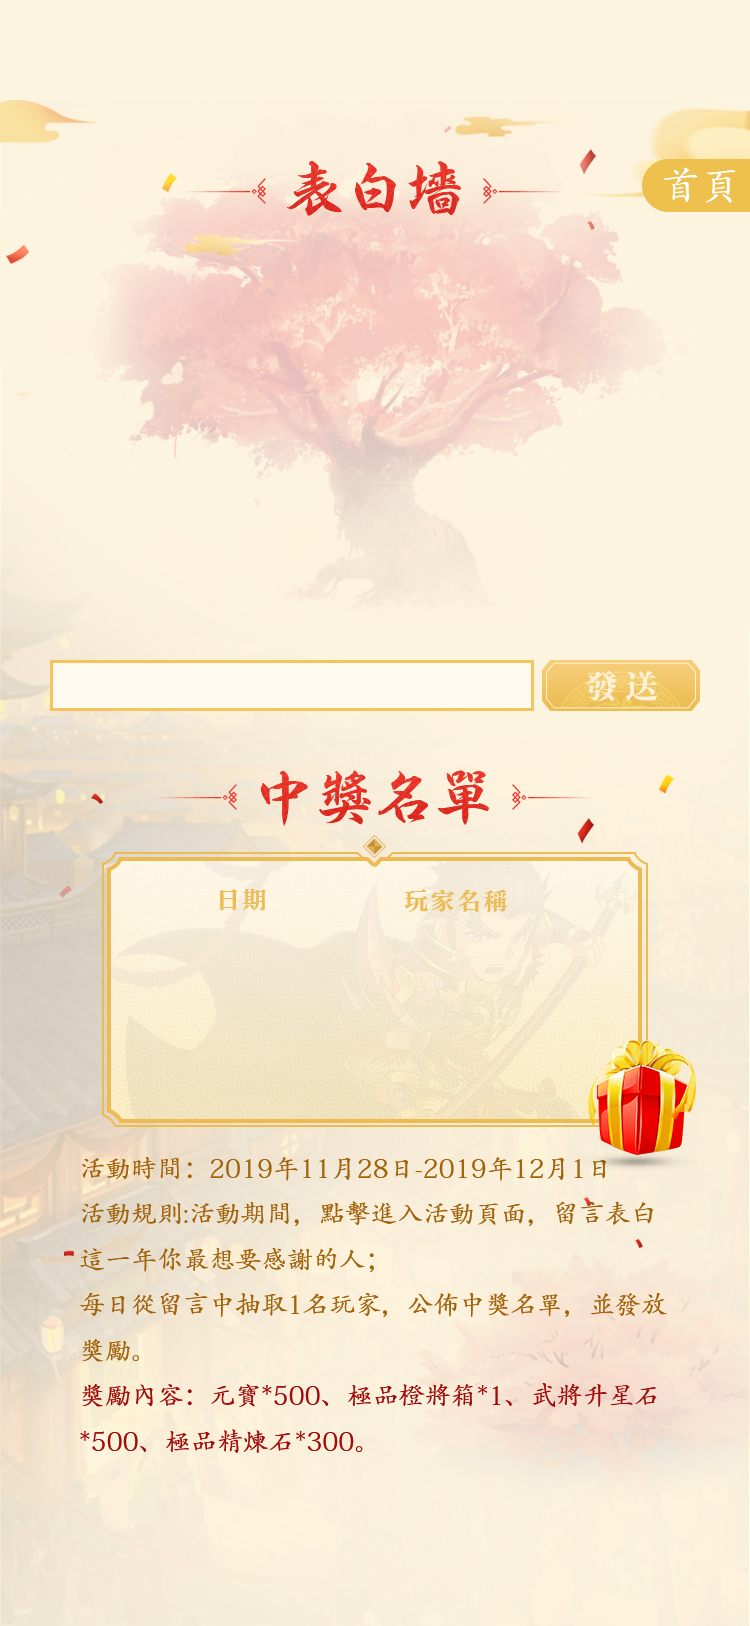 表白墻
首頁
發送
中獎名單
日期 玩家名稱
活動時間：2019年11月28日-2019年12月1日
活動規則:活動期間，點擊進入活動頁面，留言表白
這一年你最想要感謝的人；
每日從留言中抽取1名玩家，公佈中獎名單，並發放
獎勵。
獎勵內容：元寶*500、極品橙將箱*1、武將升星石
*500、極品精煉石*300。